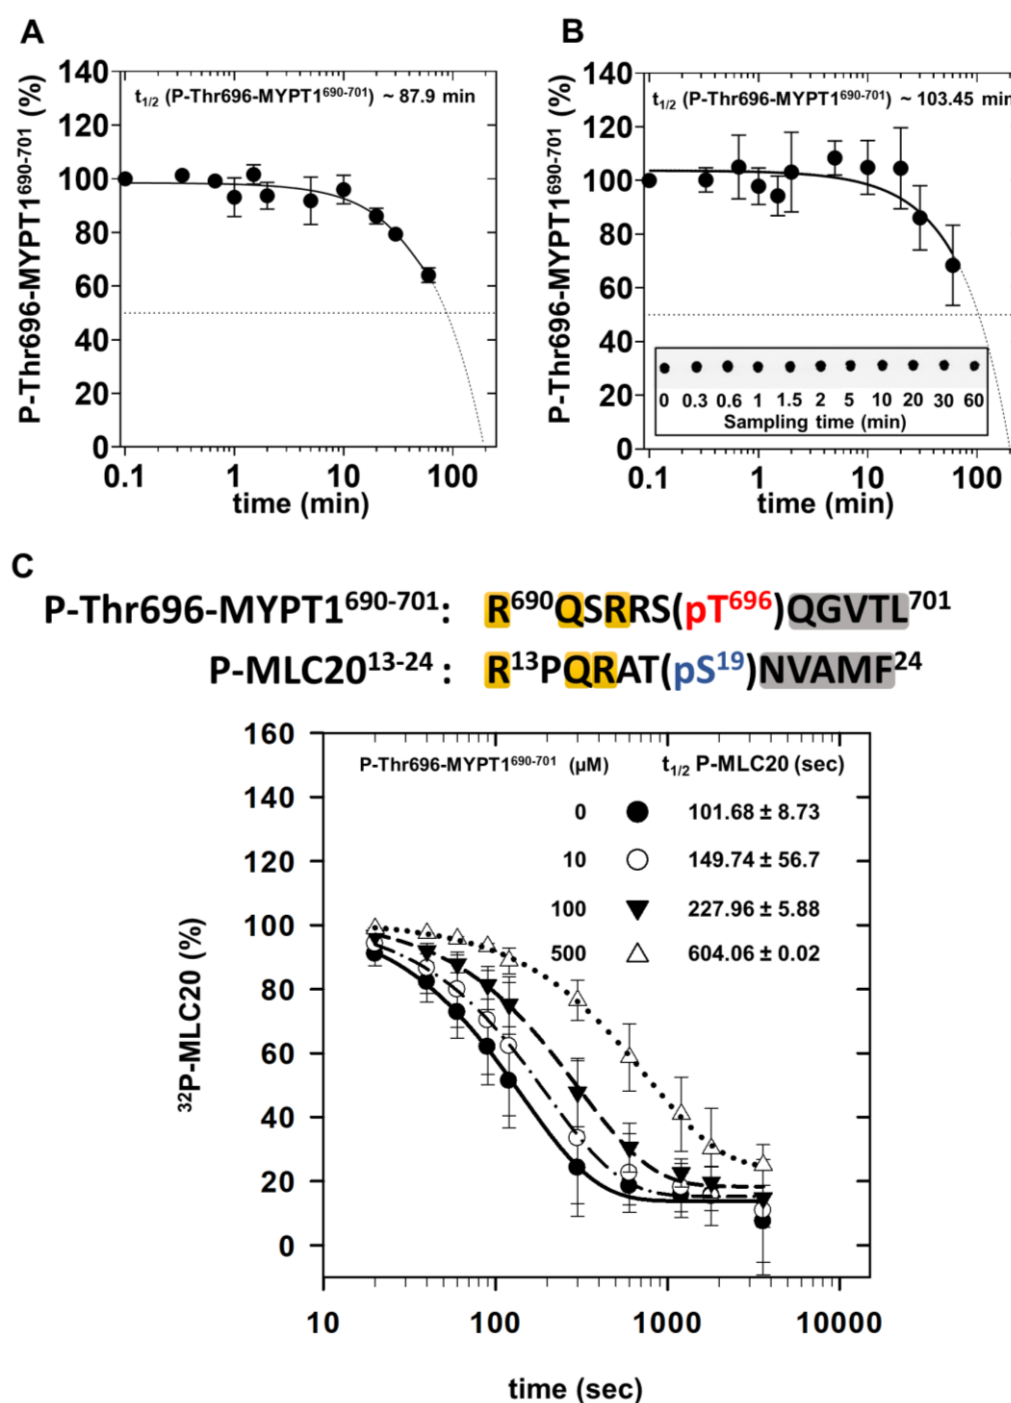 A
P-Thr696-MYPT1⁶⁹⁰⁻⁷⁰¹ (%)
140
120
100
80
60
40
20
0
t₁/₂ (P-Thr696-MYPT1⁶⁹⁰⁻⁷⁰¹) ~ 87.9 min
0.1 1 10 100
time (min)
B
P-Thr696-MYPT1⁶⁹⁰⁻⁷⁰¹ (%)
140
120
100
80
60
40
20
0
t₁/₂ (P-Thr696-MYPT1⁶⁹⁰⁻⁷⁰¹) ~ 103.45 min
0 0.3 0.6 1 1.5 2 5 10 20 30 60
Sampling time (min)
0.1 1 10 100
time (min)
C
P-Thr696-MYPT1⁶⁹⁰⁻⁷⁰¹: R⁶⁹⁰QSRRS(pT⁶⁹⁶)QGVTL⁷⁰¹
P-MLC20¹³⁻²⁴: R¹³PQRAT(pS¹⁹)NVAMF²⁴
³²P-MLC20 (%)
160
140
120
100
80
60
40
20
0
P-Thr696-MYPT1⁶⁹⁰⁻⁷⁰¹ (µM) t₁/₂ P-MLC20 (sec)
0 101.68 ± 8.73
10 149.74 ± 56.7
100 227.96 ± 5.88
500 604.06 ± 0.02
10 100 1000 10000
time (sec)